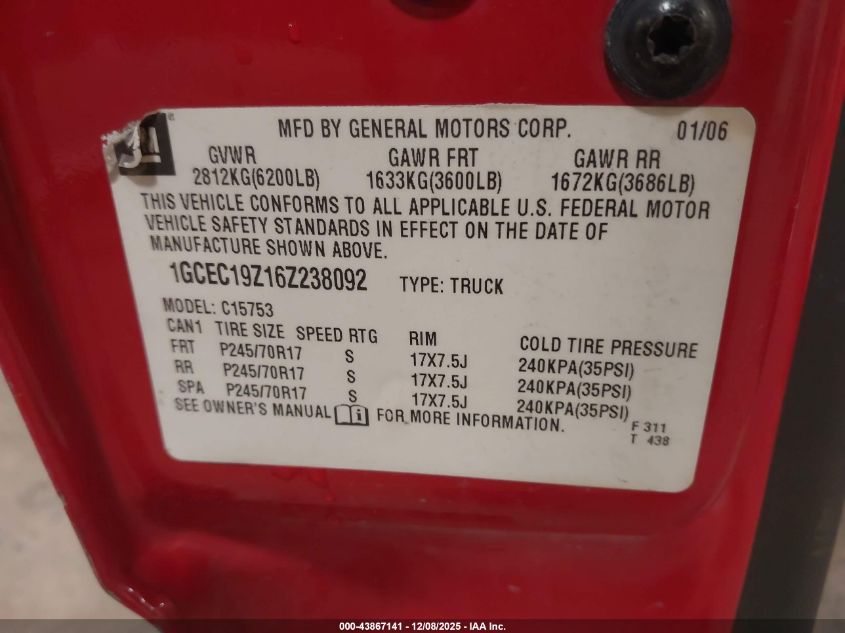 GM®
MFD BY GENERAL MOTORS CORP. 01/06
GVWR GAWR FRT GAWR RR
2812KG(6200LB) 1633KG(3600LB) 1672KG(3686LB)
THIS VEHICLE CONFORMS TO ALL APPLICABLE U.S. FEDERAL MOTOR
VEHICLE SAFETY STANDARDS IN EFFECT ON THE DATE OF
MANUFACTURE SHOWN ABOVE.
1GCEC19Z16Z238092 TYPE: TRUCK
MODEL: C15753
CAN1 TIRE SIZE SPEED RTG RIM COLD TIRE PRESSURE
FRT P245/70R17 S 17X7.5J 240KPA(35PSI)
RR P245/70R17 S 17X7.5J 240KPA(35PSI)
SPA P245/70R17 S 17X7.5J 240KPA(35PSI)
SEE OWNER'S MANUAL FOR MORE INFORMATION.
F 311
T 438
000-43867141 - 12/08/2025 - IAA Inc.